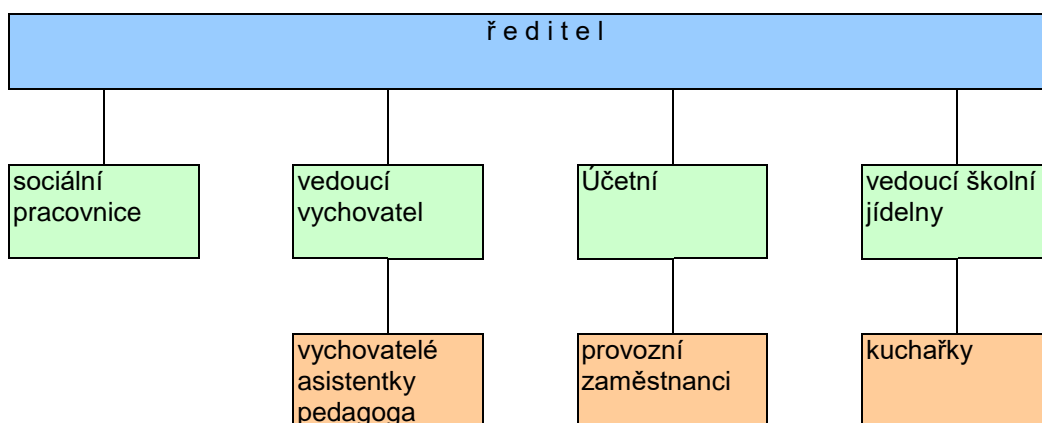 ř e d i t e l
sociální
pracovnice
vedoucí
vychovatel
Účetní
vedoucí školní
jídelny
vychovatelé
asistentky
pedagoga
provozní
zaměstnanci
kuchařky